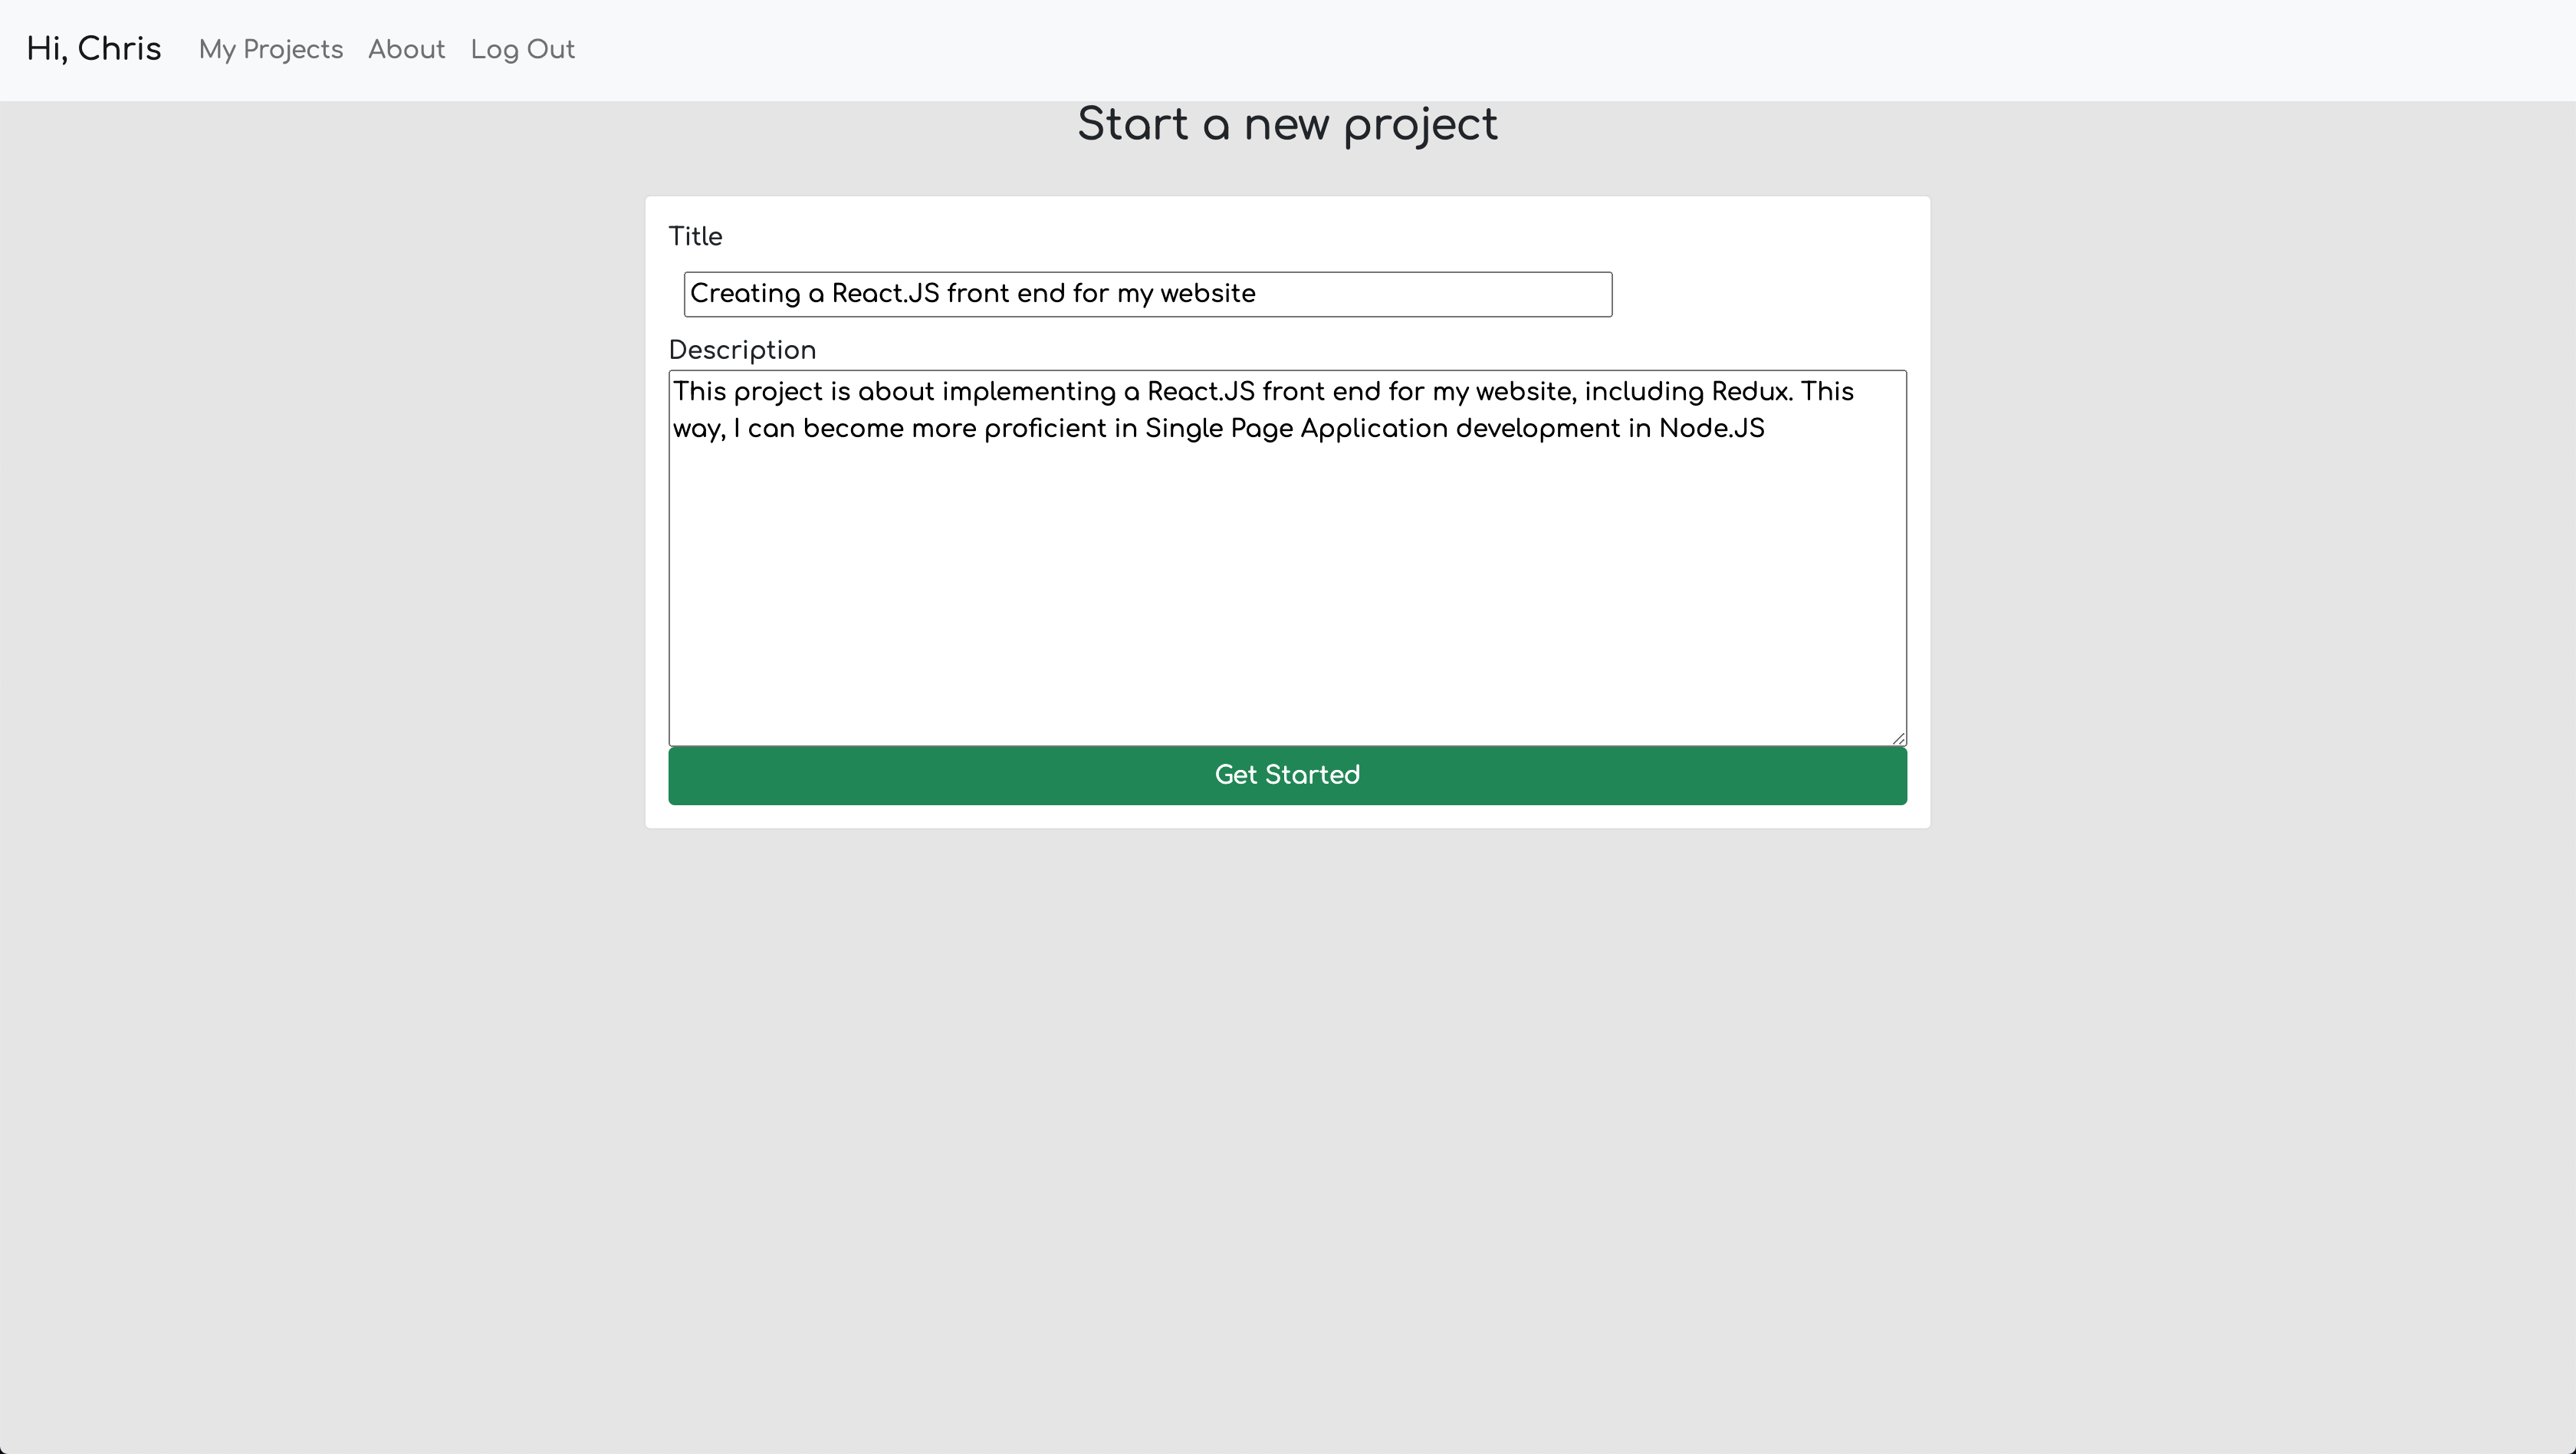 Hi, Chris My Projects About Log Out
Start a new project
Title
Creating a React.JS front end for my website
Description
This project is about implementing a React.JS front end for my website, including Redux. This
way, I can become more proficient in Single Page Application development in Node.JS
Get Started